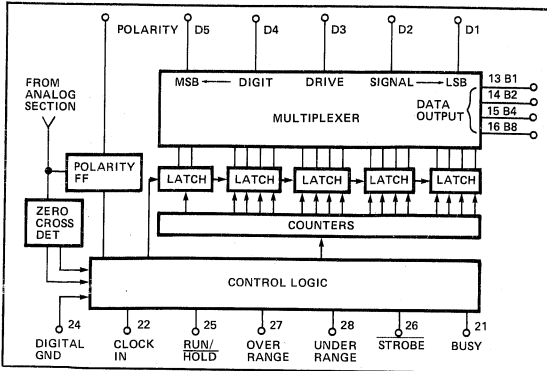 POLARITY D5 D4 D3 D2 D1
FROM
ANALOG
SECTION
MSB DIGIT DRIVE SIGNAL LSB
DATA
OUTPUT
MULTIPLEXER
13 B1
14 B2
15 B4
16 B8
POLARITY
FF
LATCH LATCH LATCH LATCH LATCH
ZERO
CROSS
DET
COUNTERS
CONTROL LOGIC
24 22 25 27 28 26 21
DIGITAL
GND
CLOCK
IN
RUN/
HOLD
OVER
RANGE
UNDER
RANGE
STROBE
BUSY